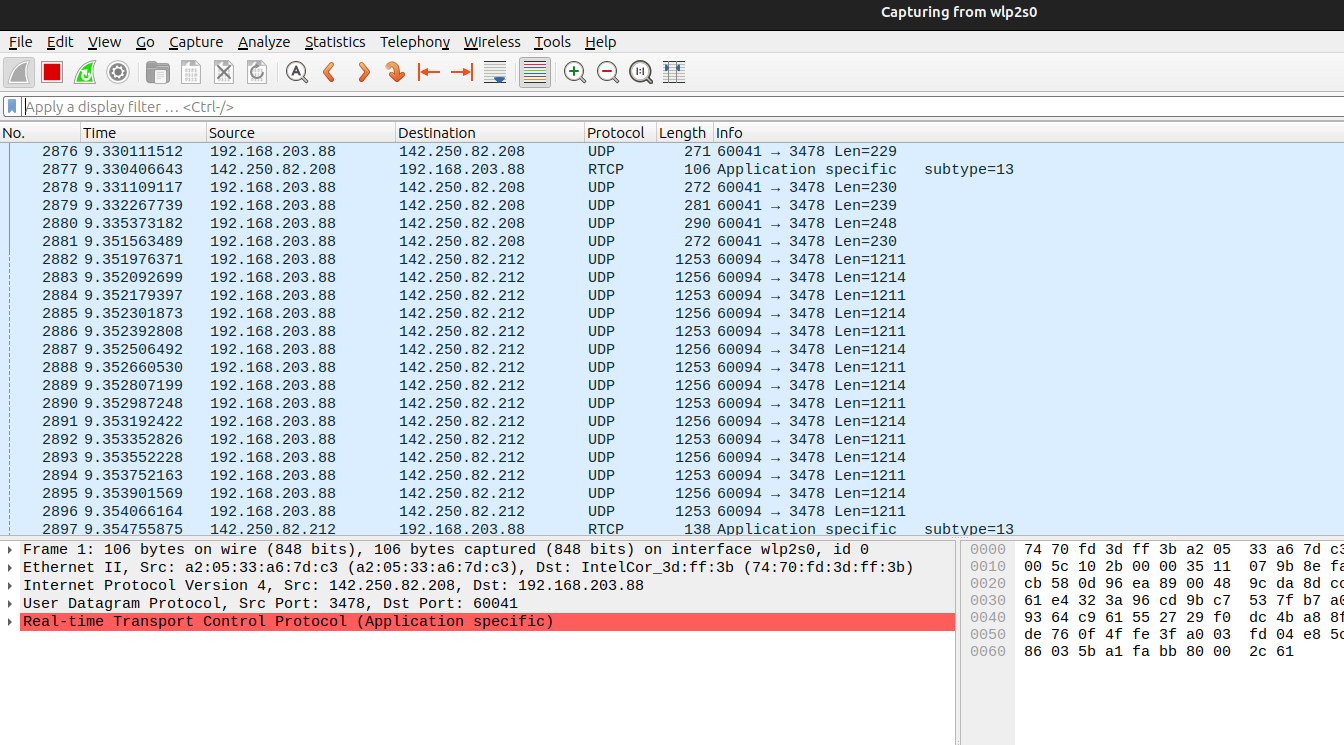 Capturing from wlp2s0
File Edit View Go Capture Analyze Statistics Telephony Wireless Tools Help
Apply a display filter … <Ctrl-/>
No. Time Source Destination Protocol Length Info
2876 9.330111512 192.168.203.88 142.250.82.208 UDP 271 60041 → 3478 Len=229
2877 9.330406643 142.250.82.208 192.168.203.88 RTCP 106 Application specific subtype=13
2878 9.331109117 192.168.203.88 142.250.82.208 UDP 272 60041 → 3478 Len=230
2879 9.332267739 192.168.203.88 142.250.82.208 UDP 281 60041 → 3478 Len=239
2880 9.335373182 192.168.203.88 142.250.82.208 UDP 290 60041 → 3478 Len=248
2881 9.351563489 192.168.203.88 142.250.82.208 UDP 272 60041 → 3478 Len=230
2882 9.351976371 192.168.203.88 142.250.82.212 UDP 1253 60094 → 3478 Len=1211
2883 9.352092699 192.168.203.88 142.250.82.212 UDP 1256 60094 → 3478 Len=1214
2884 9.352179397 192.168.203.88 142.250.82.212 UDP 1253 60094 → 3478 Len=1211
2885 9.352301873 192.168.203.88 142.250.82.212 UDP 1256 60094 → 3478 Len=1214
2886 9.352392808 192.168.203.88 142.250.82.212 UDP 1253 60094 → 3478 Len=1211
2887 9.352506492 192.168.203.88 142.250.82.212 UDP 1256 60094 → 3478 Len=1214
2888 9.352660530 192.168.203.88 142.250.82.212 UDP 1253 60094 → 3478 Len=1211
2889 9.352807199 192.168.203.88 142.250.82.212 UDP 1256 60094 → 3478 Len=1214
2890 9.352987248 192.168.203.88 142.250.82.212 UDP 1253 60094 → 3478 Len=1211
2891 9.353192422 192.168.203.88 142.250.82.212 UDP 1256 60094 → 3478 Len=1214
2892 9.353352826 192.168.203.88 142.250.82.212 UDP 1253 60094 → 3478 Len=1211
2893 9.353552228 192.168.203.88 142.250.82.212 UDP 1256 60094 → 3478 Len=1214
2894 9.353752163 192.168.203.88 142.250.82.212 UDP 1253 60094 → 3478 Len=1211
2895 9.353901569 192.168.203.88 142.250.82.212 UDP 1256 60094 → 3478 Len=1214
2896 9.354066164 192.168.203.88 142.250.82.212 UDP 1253 60094 → 3478 Len=1211
2897 9.354755875 142.250.82.212 192.168.203.88 RTCP 138 Application specific subtype=13
Frame 1: 106 bytes on wire (848 bits), 106 bytes captured (848 bits) on interface wlp2s0, id 0
Ethernet II, Src: a2:05:33:a6:7d:c3 (a2:05:33:a6:7d:c3), Dst: IntelCor_3d:ff:3b (74:70:fd:3d:ff:3b)
Internet Protocol Version 4, Src: 142.250.82.208, Dst: 192.168.203.88
User Datagram Protocol, Src Port: 3478, Dst Port: 60041
Real-time Transport Control Protocol (Application specific)
0000 74 70 fd 3d ff 3b a2 05 33 a6 7d c3
0010 00 5c 10 2b 00 00 35 11 07 9b 8e fa
0020 cb 58 0d 96 ea 89 00 48 9c da 8d
0030 61 e4 32 3a 96 cd 9b c7 53 7f b7
0040 93 64 c9 61 55 27 29 f0 dc 4b a8 8f
0050 de 76 0f 4f fe 3f a0 03 fd 04 e8
0060 86 03 5b a1 fa bb 80 00 2c 61